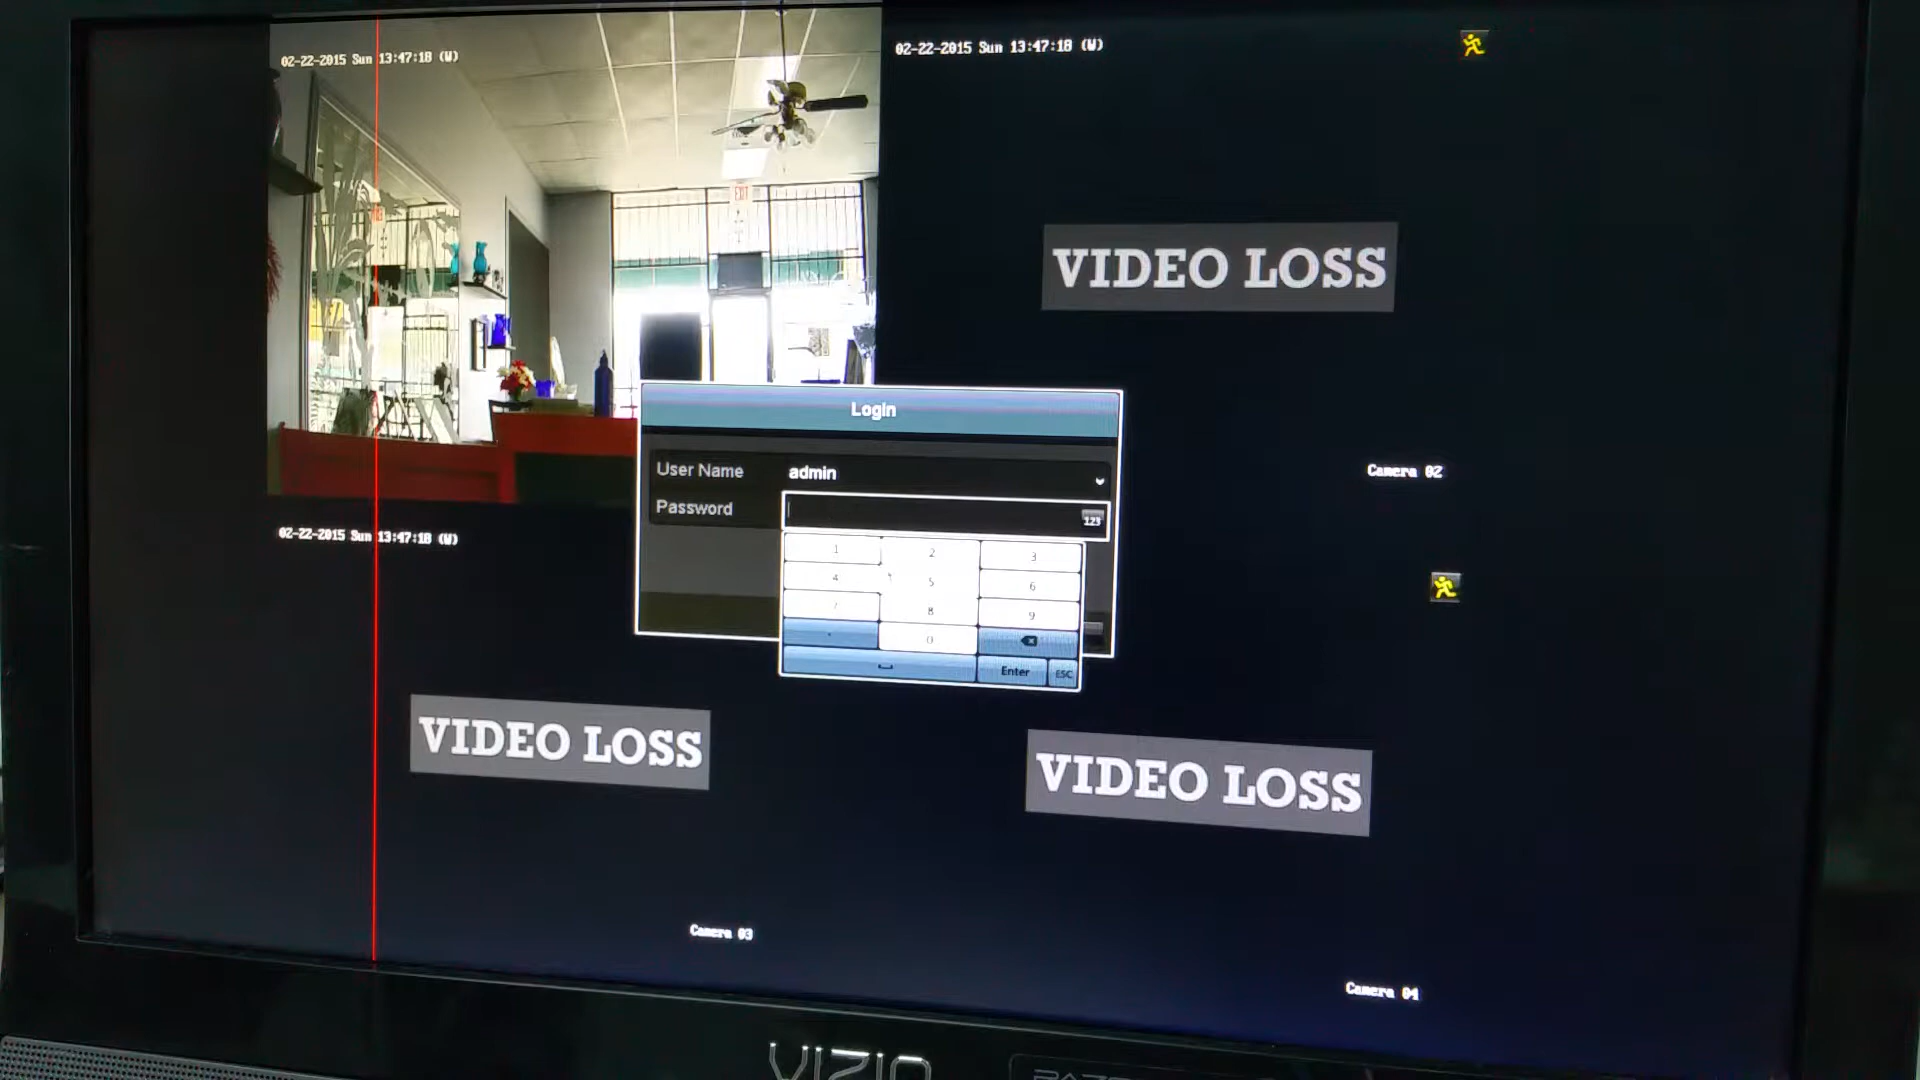 02-22-2015 Sun 13:47:18 (W)
02-22-2015 Sun 13:47:18 (W)
EXIT
VIDEO LOSS
Login
User Name admin
Password
123
Camera 02
02-22-2015 Sun 13:47:18 (W)
1 2 3
4 5 6
7 8 9
. 0
Enter ESC
VIDEO LOSS
VIDEO LOSS
Camera 03
Camera 04
VIZIO